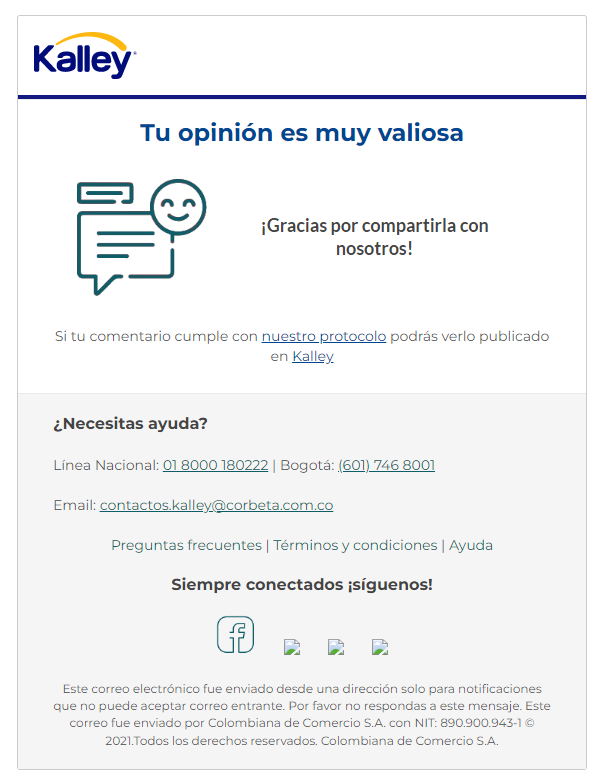 Kalley
Tu opinión es muy valiosa
¡Gracias por compartirla con
nosotros!
Si tu comentario cumple con nuestro protocolo podrás verlo publicado
en Kalley
¿Necesitas ayuda?
Línea Nacional: 01 8000 180222 | Bogotá: (601) 746 8001
Email: contactos.kalley@corbeta.com.co
Preguntas frecuentes | Términos y condiciones | Ayuda
Siempre conectados ¡síguenos!
Este correo electrónico fue enviado desde una dirección solo para notificaciones
que no puede aceptar correo entrante. Por favor no respondas a este mensaje. Este
correo fue enviado por Colombiana de Comercio S.A. con NIT: 890.900.943-1 ©
2021.Todos los derechos reservados. Colombiana de Comercio S.A.